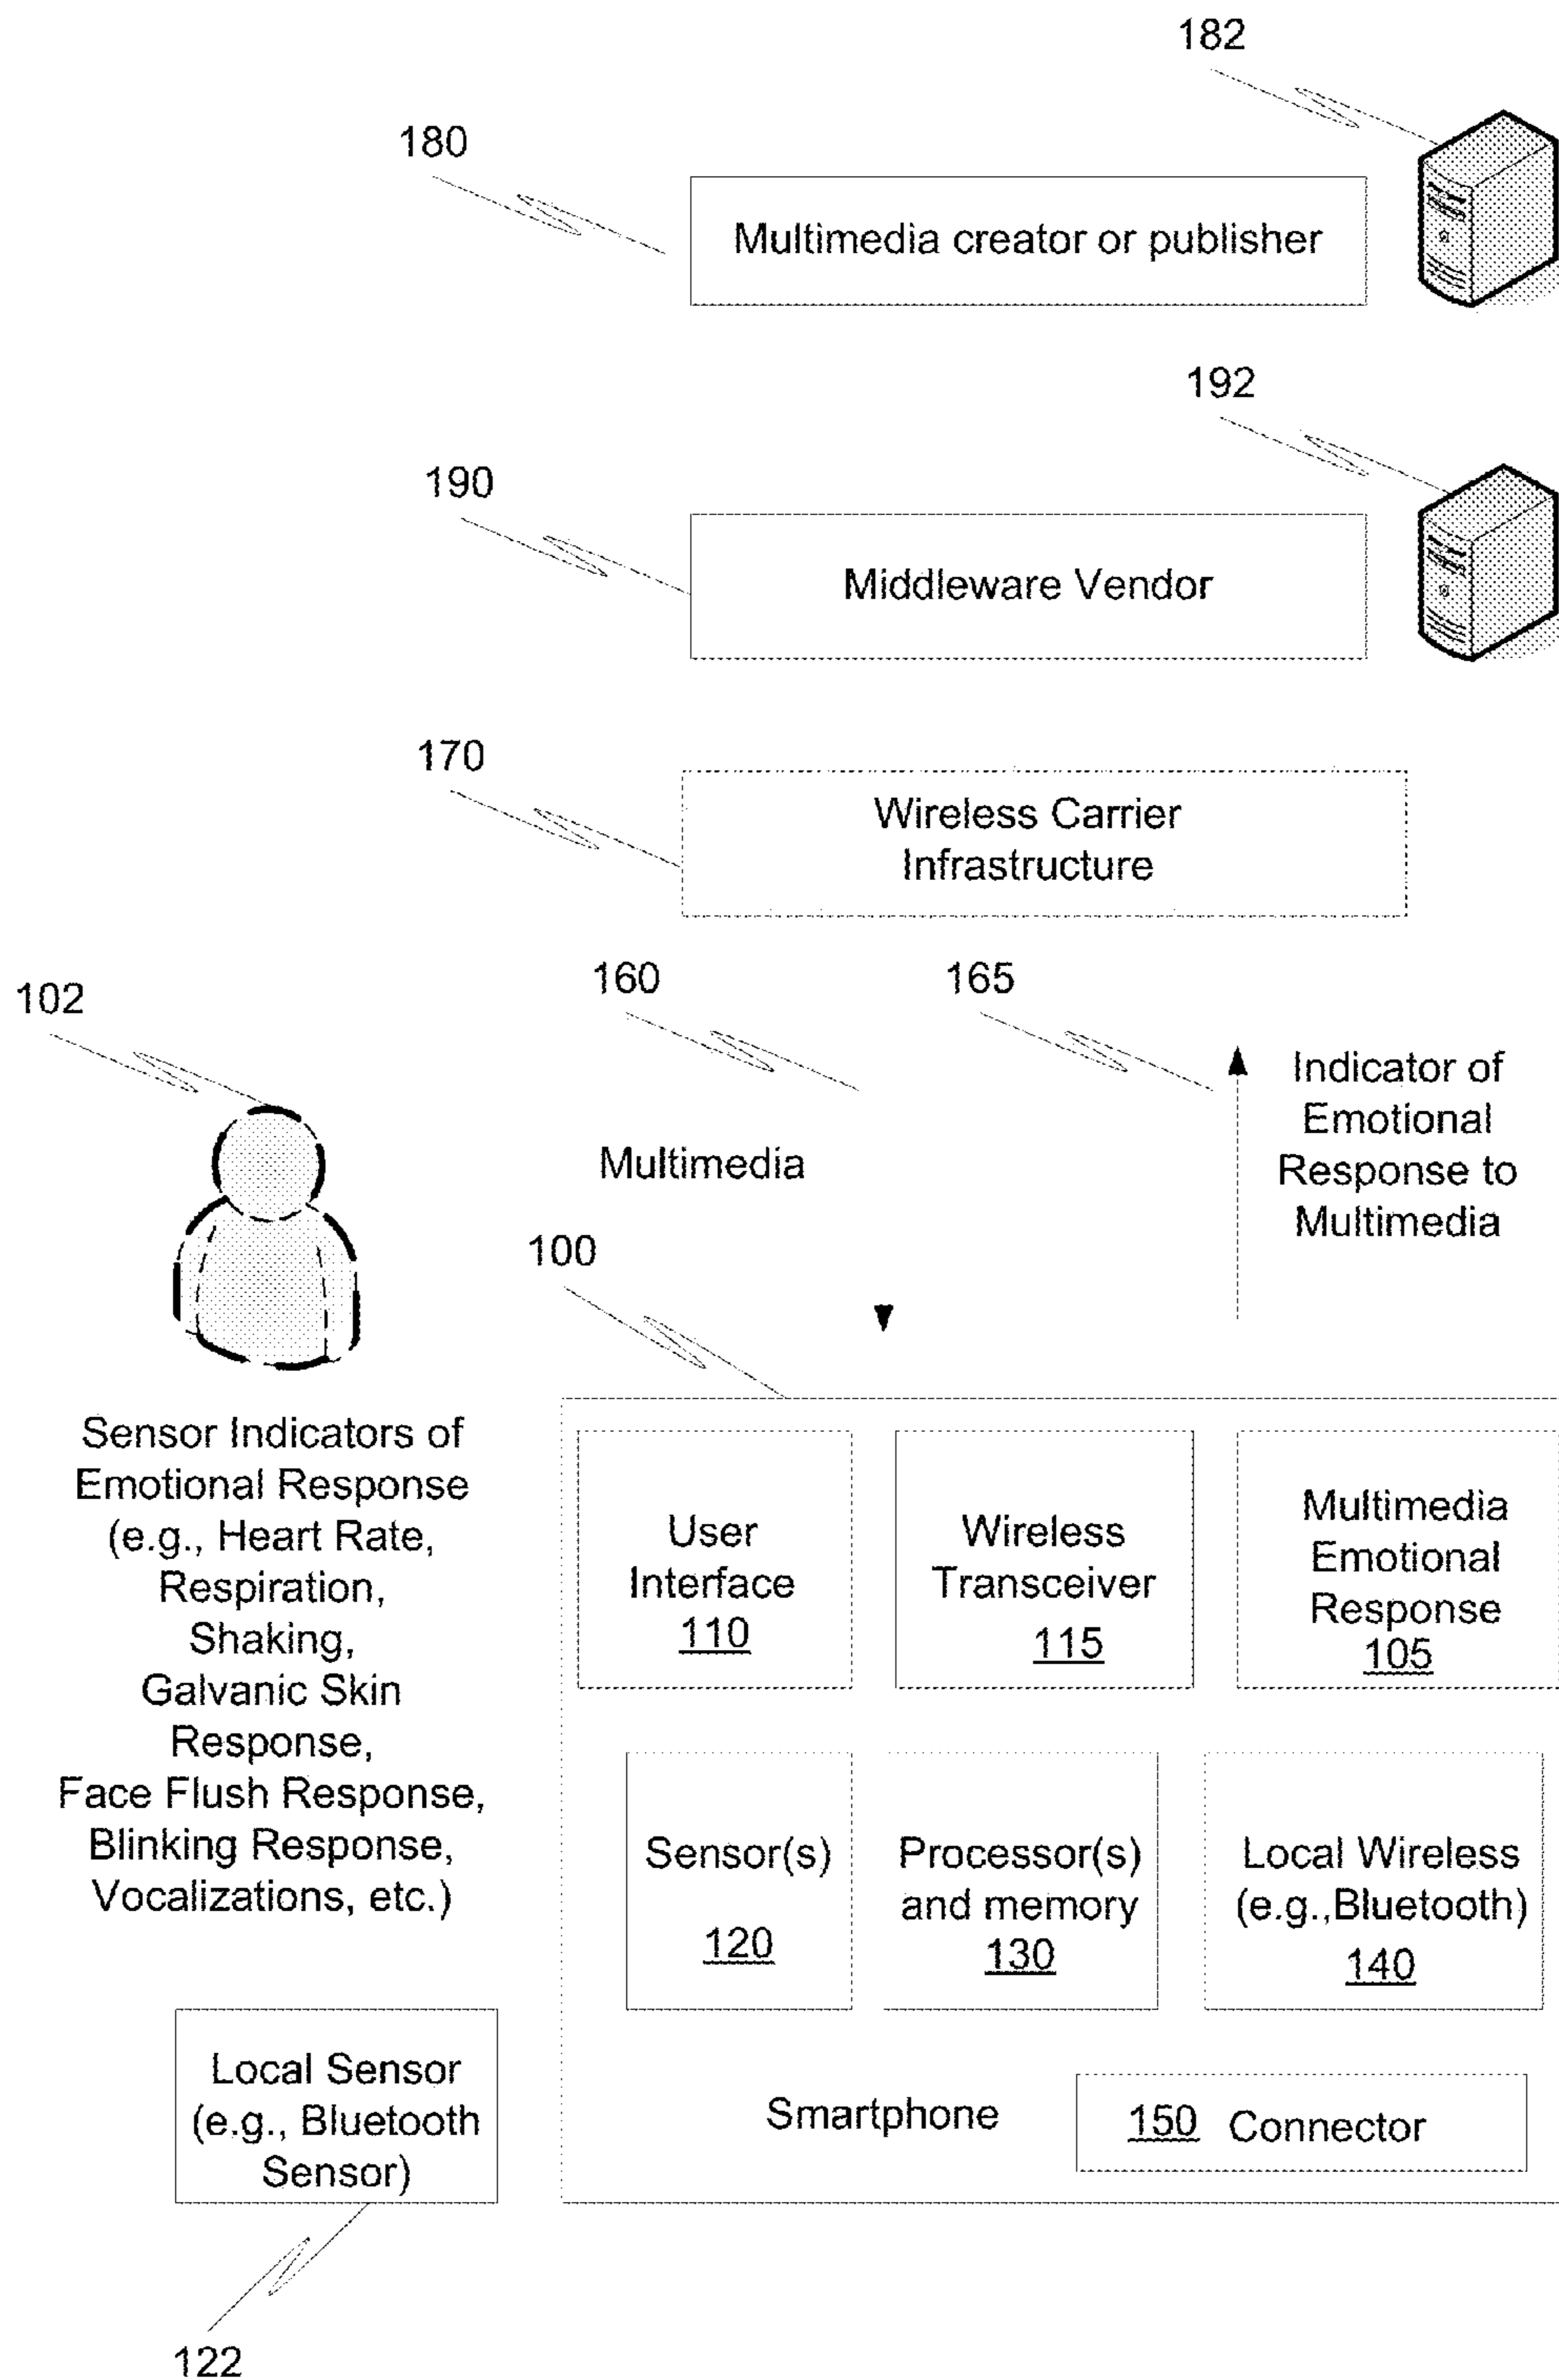 182
180
Multimedia creator or publisher
192
190
Middleware Vendor
170
Wireless Carrier
Infrastructure
160
165
102
Indicator of
Emotional
Response to
Multimedia
Multimedia
100
Sensor Indicators of
Emotional Response
(e.g., Heart Rate,
Respiration,
Shaking,
Galvanic Skin
Response,
Face Flush Response,
Blinking Response,
Vocalizations, etc.)
User
Interface
110
Wireless
Transceiver
115
Multimedia
Emotional
Response
105
Sensor(s)
120
Processor(s)
and memory
130
Local Wireless
(e.g.,Bluetooth)
140
Local Sensor
(e.g., Bluetooth
Sensor)
Smartphone
150 Connector
122